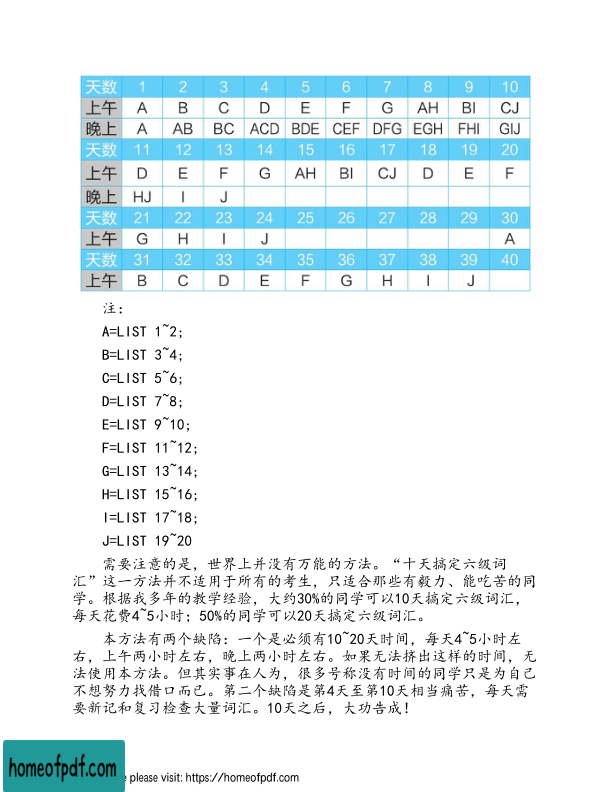 天数 1 2 3 4 5 6 7 8 9 10
上午 A B C D E F G AH BI CJ
晚上 A AB BC ACD BDE CEF DFG EGH FHI GIJ
天数 11 12 13 14 15 16 17 18 19 20
上午 D E F G AH BI CJ D E F
晚上 HJ I J
天数 21 22 23 24 25 26 27 28 29 30
上午 G H I J A
天数 31 32 33 34 35 36 37 38 39 40
上午 B C D E F G H I J
注：
A=LIST 1~2；
B=LIST 3~4；
C=LIST 5~6；
D=LIST 7~8；
E=LIST 9~10；
F=LIST 11~12；
G=LIST 13~14；
H=LIST 15~16；
I=LIST 17~18；
J=LIST 19~20
需要注意的是，世界上并没有万能的方法。“十天搞定六级词
汇”这一方法并不适用于所有的考生，只适合那些有毅力、能吃苦的同
学。根据我多年的教学经验，大约30%的同学可以10天搞定六级词汇，
每天花费4~5小时；50%的同学可以20天搞定六级词汇。
本方法有两个缺陷：一个是必须有10~20天时间，每天4~5小时左
右，上午两小时左右，晚上两小时左右。如果无法挤出这样的时间，无
法使用本方法。但其实事在人为，很多号称没有时间的同学只是为自己
不想努力找借口而已。第二个缺陷是第4天至第10天相当痛苦，每天需
要新记和复习检查大量词汇。10天之后，大功告成！
homeofpdf.com
please visit: https://homeofpdf.com